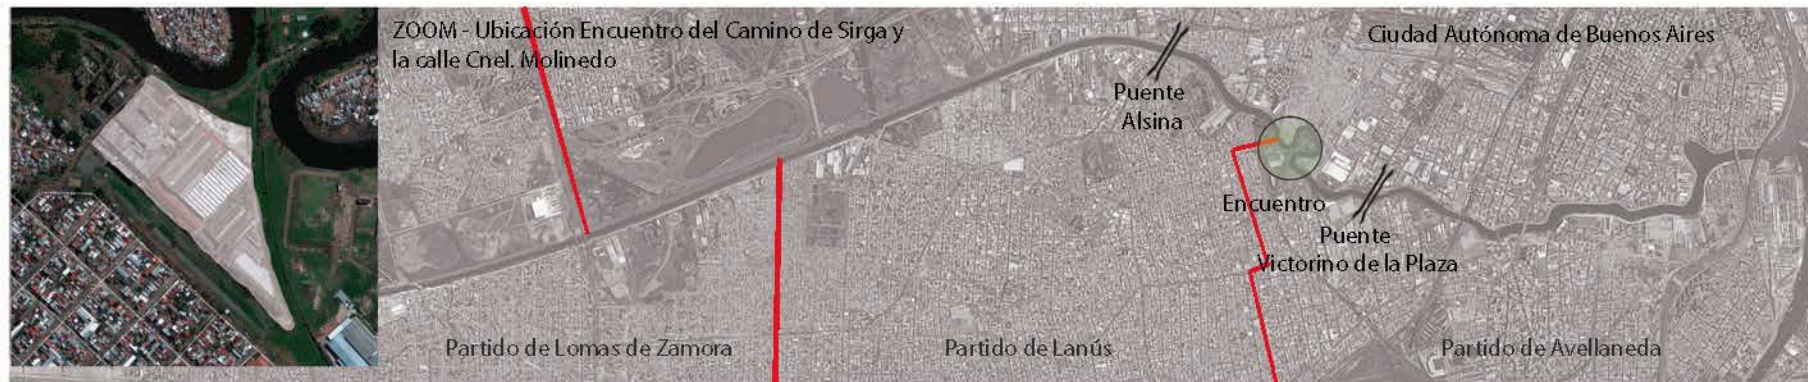 ZOOM - Ubicación Encuentro del Camino de Sirga y
la calle Cnel. Molinedo
Ciudad Autónoma de Buenos Aires
Puente
Alsina
Encuentro
Puente
Victorino de la Plaza
Partido de Lomas de Zamora
Partido de Lanús
Partido de Avellaneda